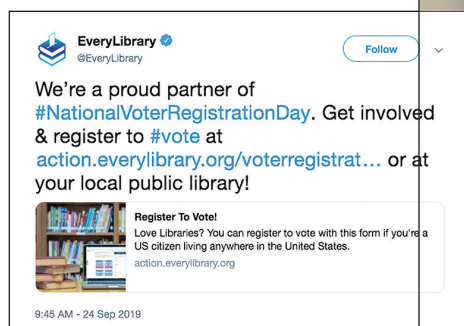 EveryLibrary
@EveryLibrary
Follow
We're a proud partner of
#NationalVoterRegistrationDay. Get involved
& register to #vote at
action.everylibrary.org/voterregistrat... or at
your local public library!
Register To Vote!
Love Libraries? You can register to vote with this form if you're a
US citizen living anywhere in the United States.
action.everylibrary.org
9:45 AM - 24 Sep 2019